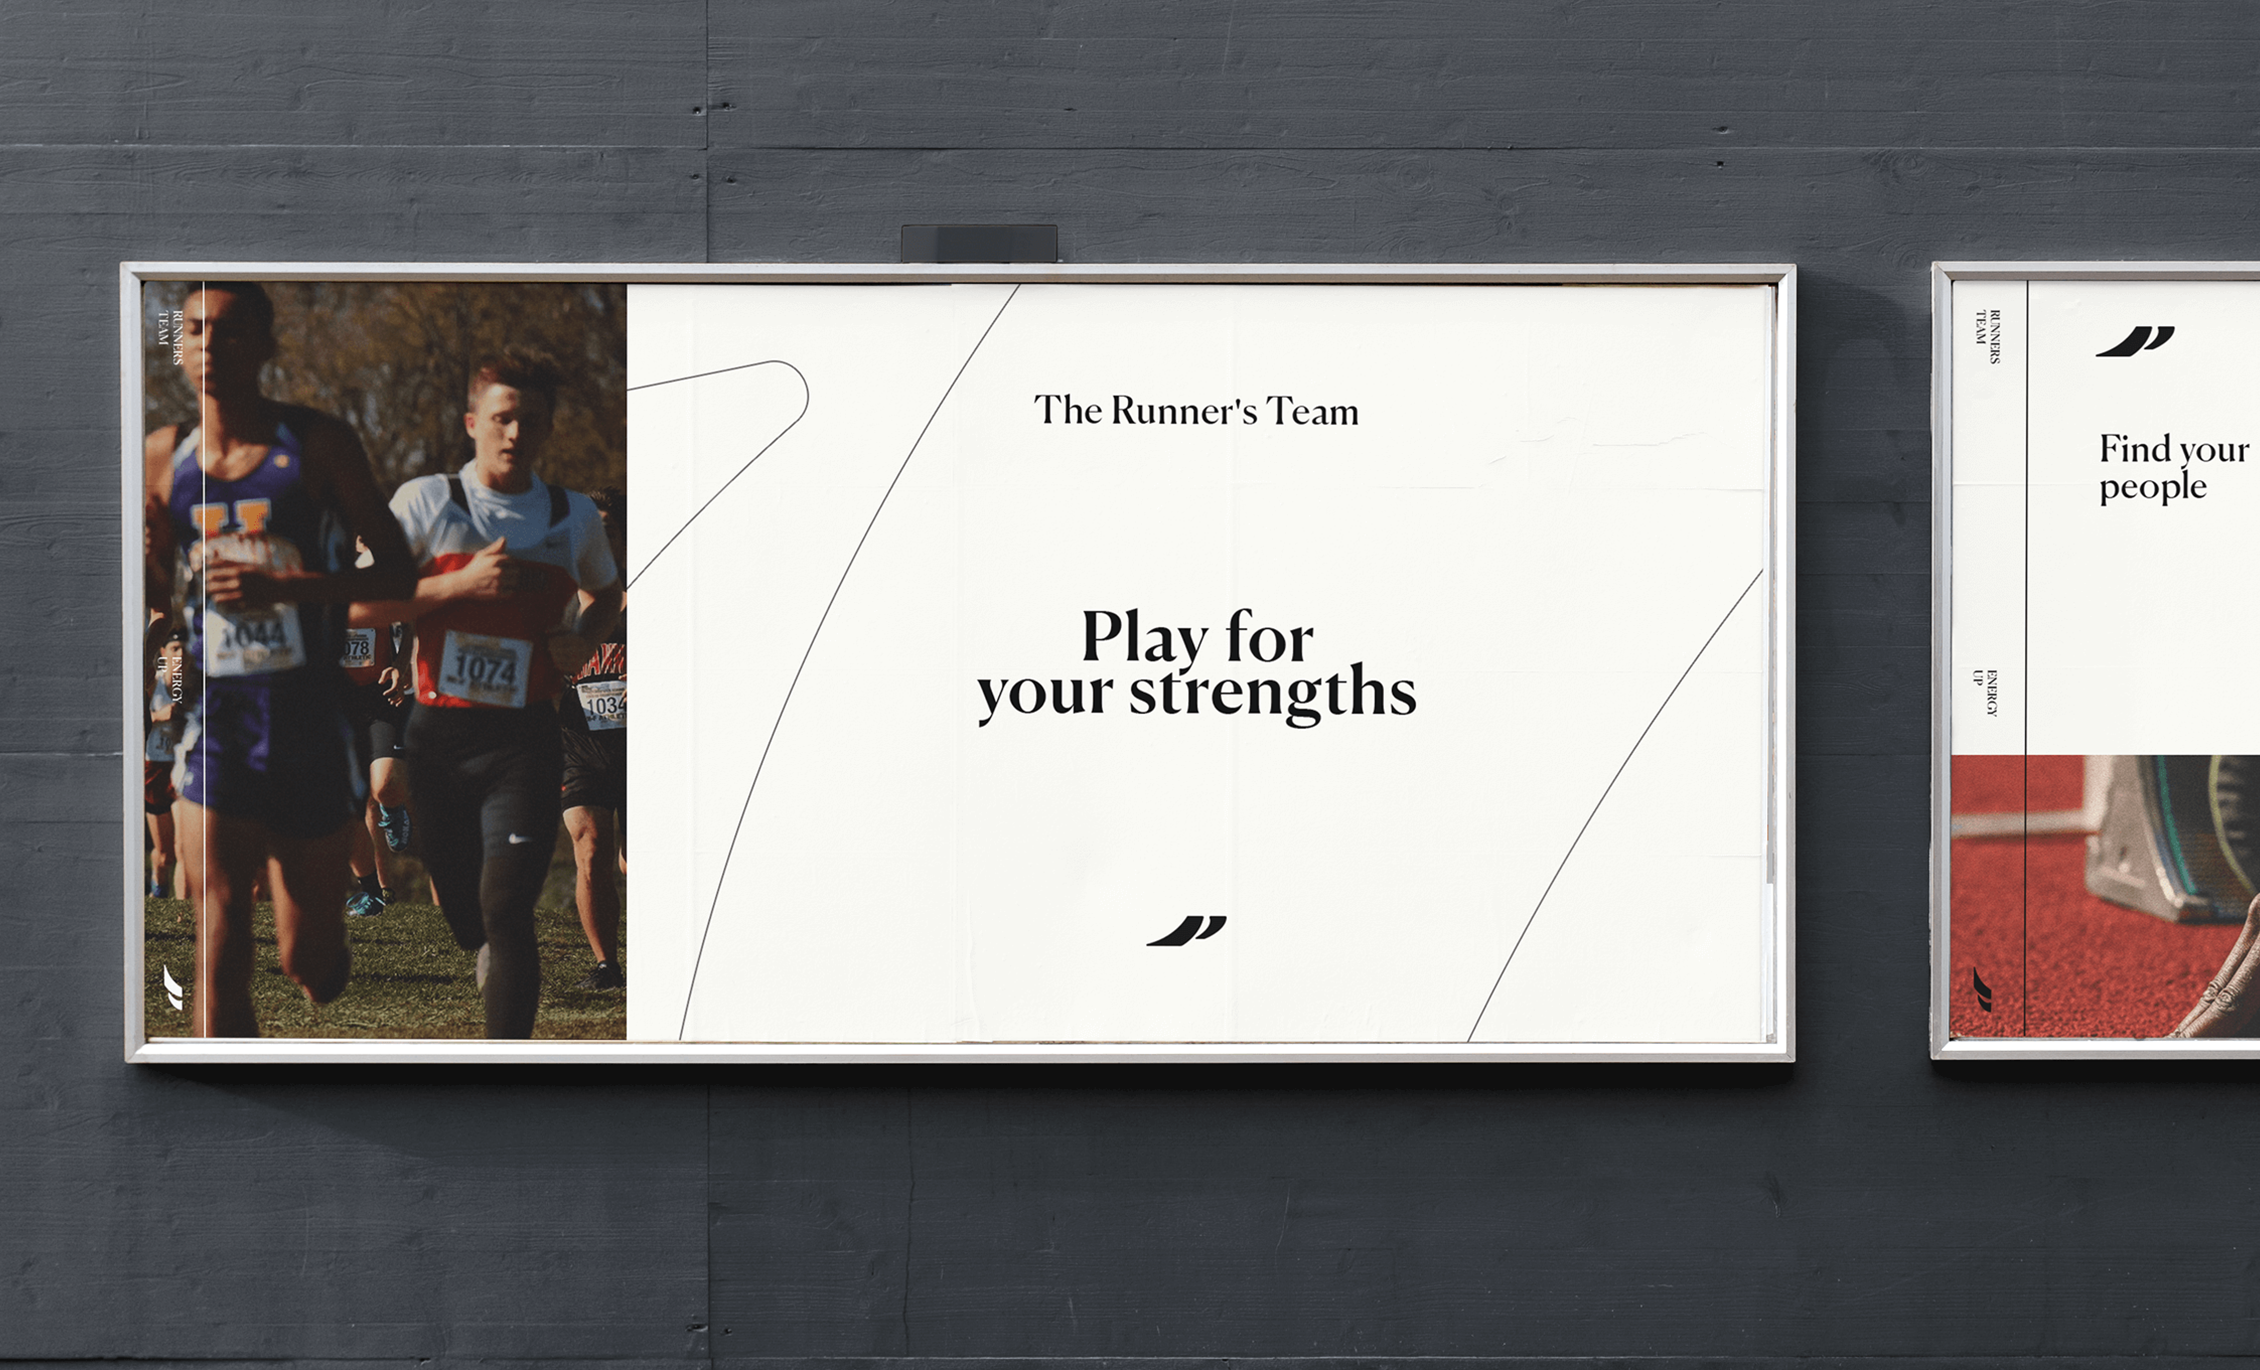 RUNNERS
TEAM
ENERGY
UP
1044
078
1074
1034
The Runner's Team
Play for
your strengths
RUNNERS
TEAM
ENERGY
UP
Find your
people